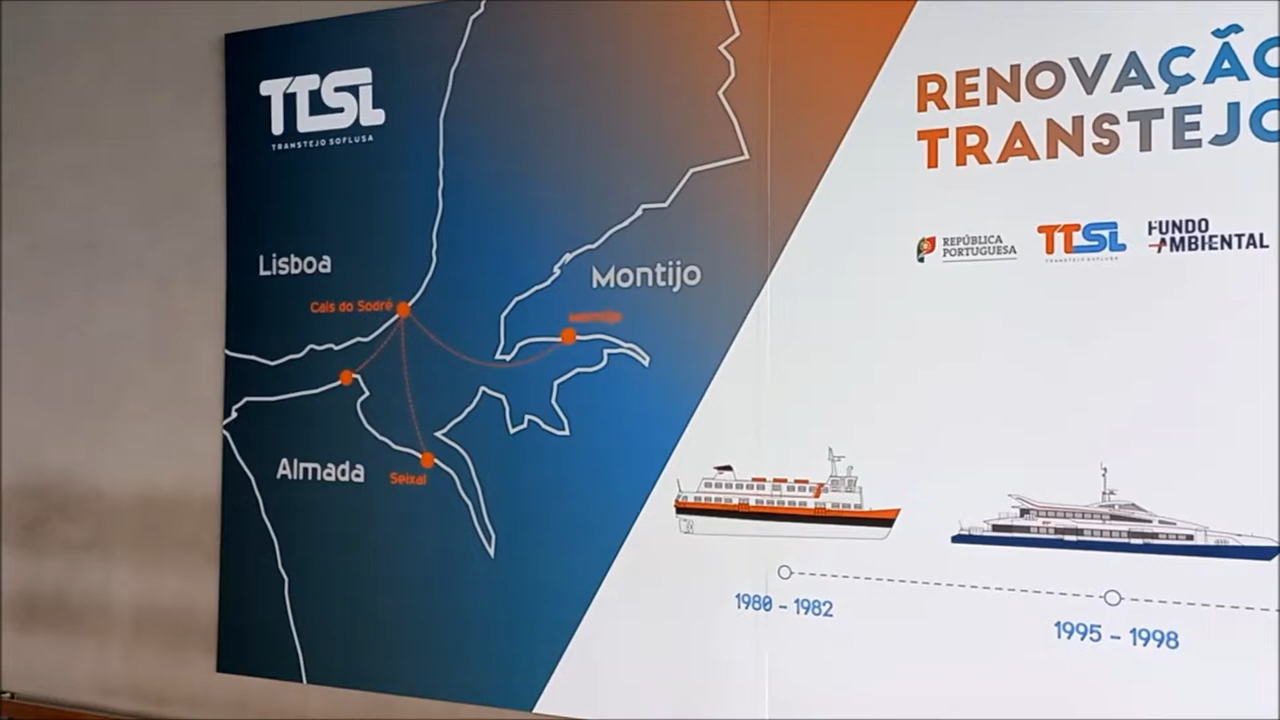 TTSL
TRANSTEJO SOFLUSA
Lisboa
Cais do Sodré
Montijo
Almada
Seixal
RENOVAÇÃO
TRANSTEJO
REPÚBLICA
PORTUGUESA
TTSL
TRANSTEJO SOFLUSA
FUNDO
AMBIENTAL
1980 - 1982
1995 - 1998